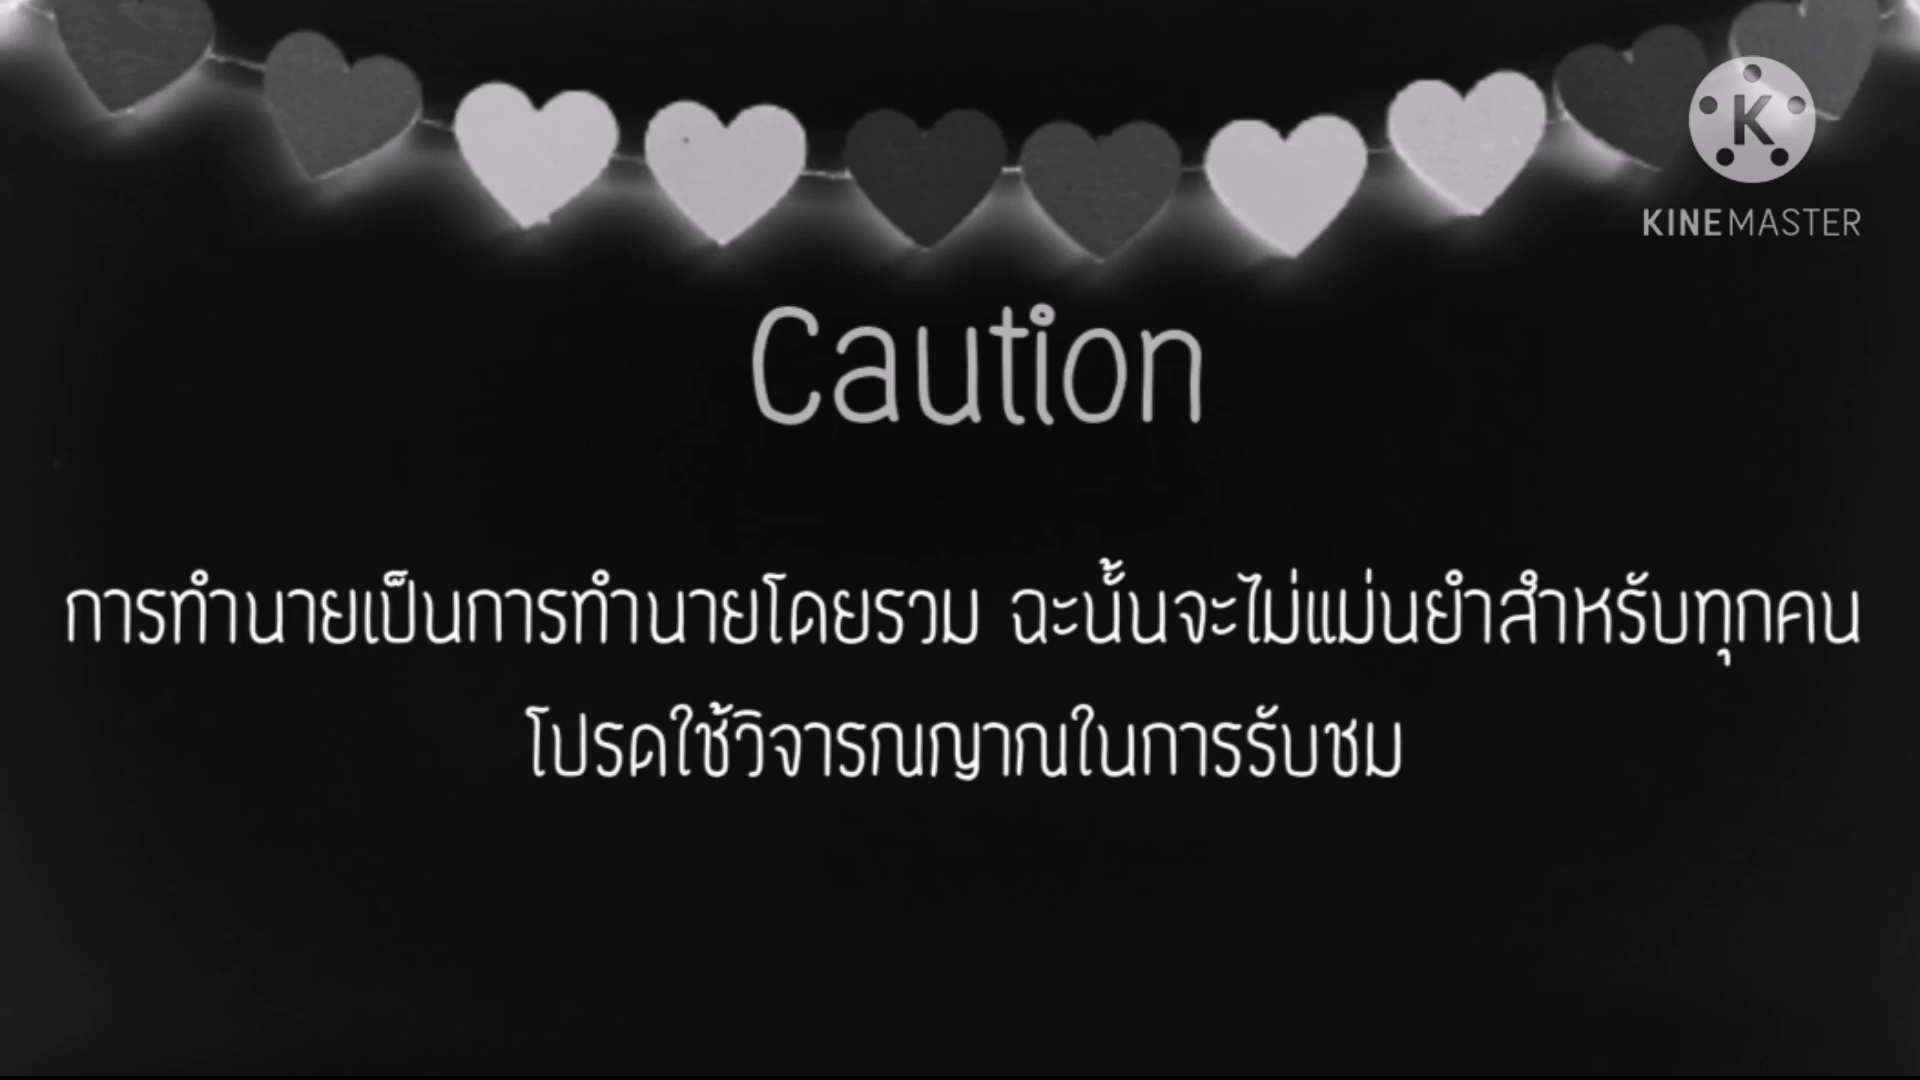 K
KINEMASTER
Caution
การทำนายเป็นการทำนายโดยรวม ฉะนั้นจะไม่แม่นยำสำหรับทุกคน
โปรดใช้วิจารณญาณในการรับชม